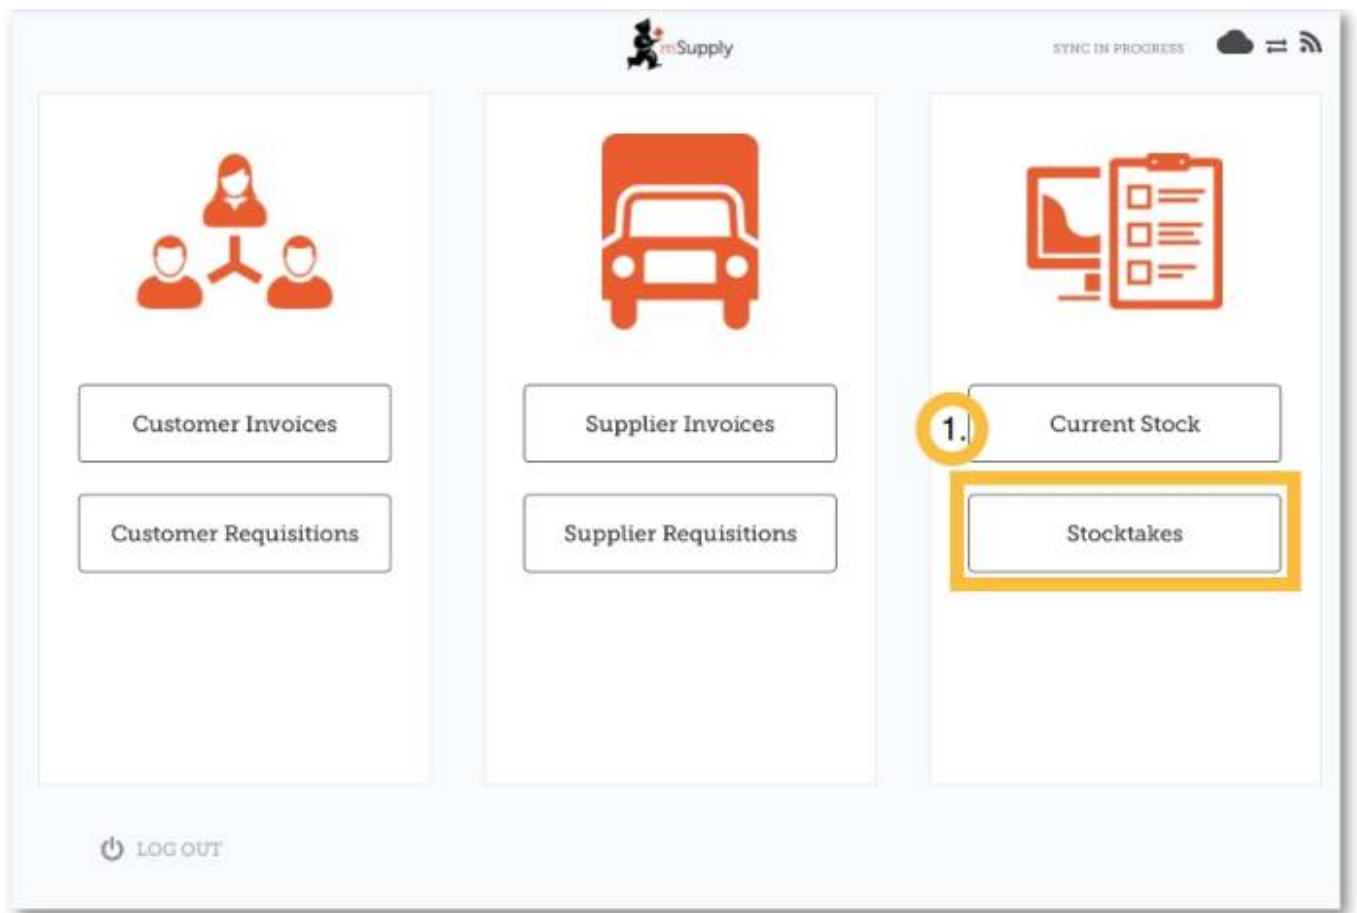 mSupply
SYNC IN PROGRESS
Customer Invoices
Customer Requisitions
Supplier Invoices
Supplier Requisitions
1.
Current Stock
Stocktakes
LOG OUT